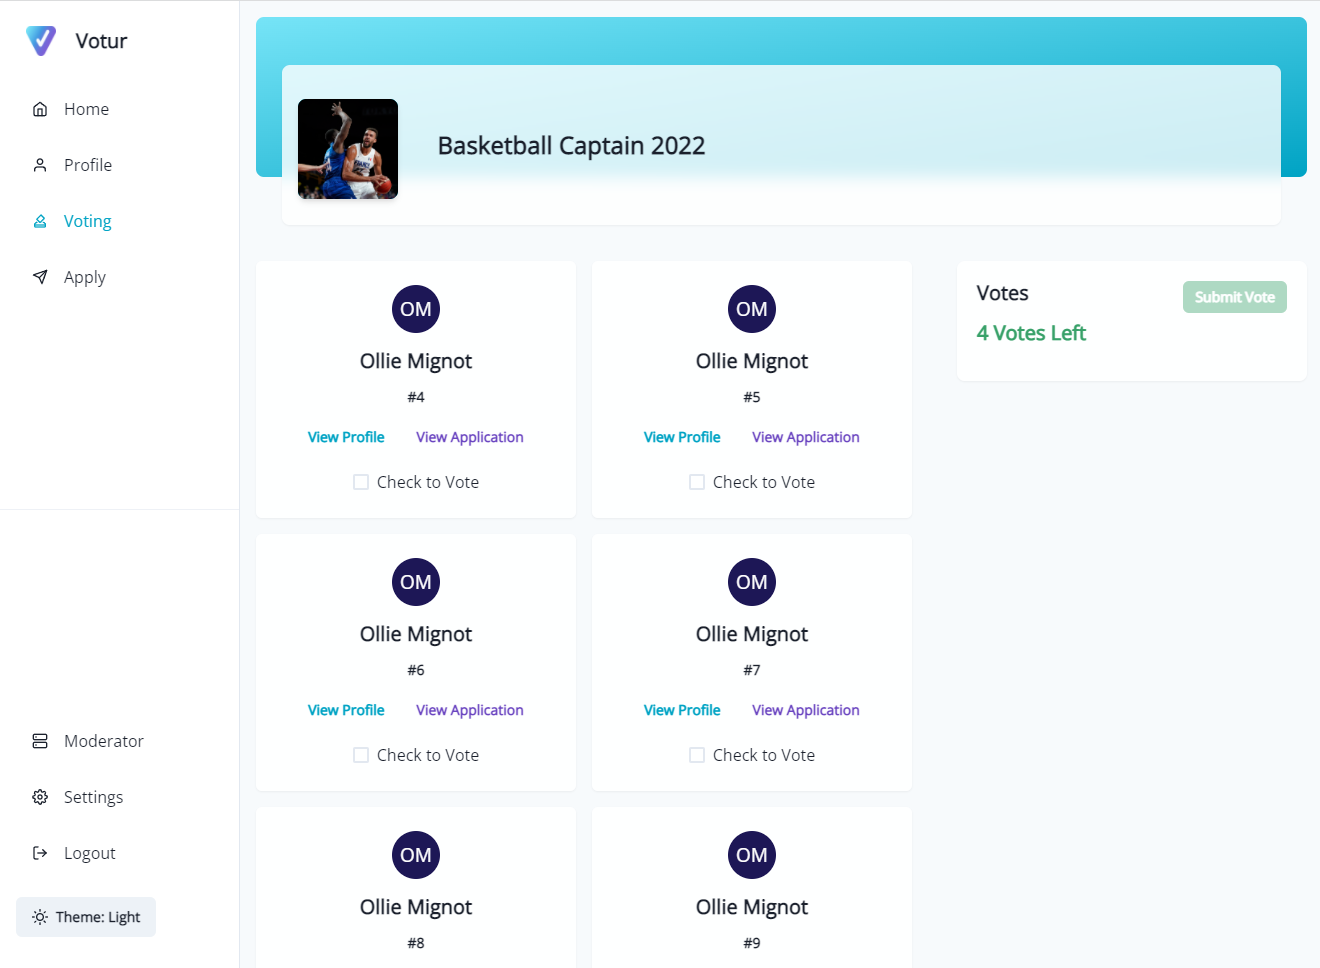 Votur
Home
Profile
Voting
Apply
Moderator
Settings
Logout
Theme: Light
Basketball Captain 2022
OM
Ollie Mignot
#4
View Profile View Application
Check to Vote
OM
Ollie Mignot
#5
View Profile View Application
Check to Vote
OM
Ollie Mignot
#6
View Profile View Application
Check to Vote
OM
Ollie Mignot
#7
View Profile View Application
Check to Vote
OM
Ollie Mignot
#8
OM
Ollie Mignot
#9
Votes
Submit Vote
4 Votes Left